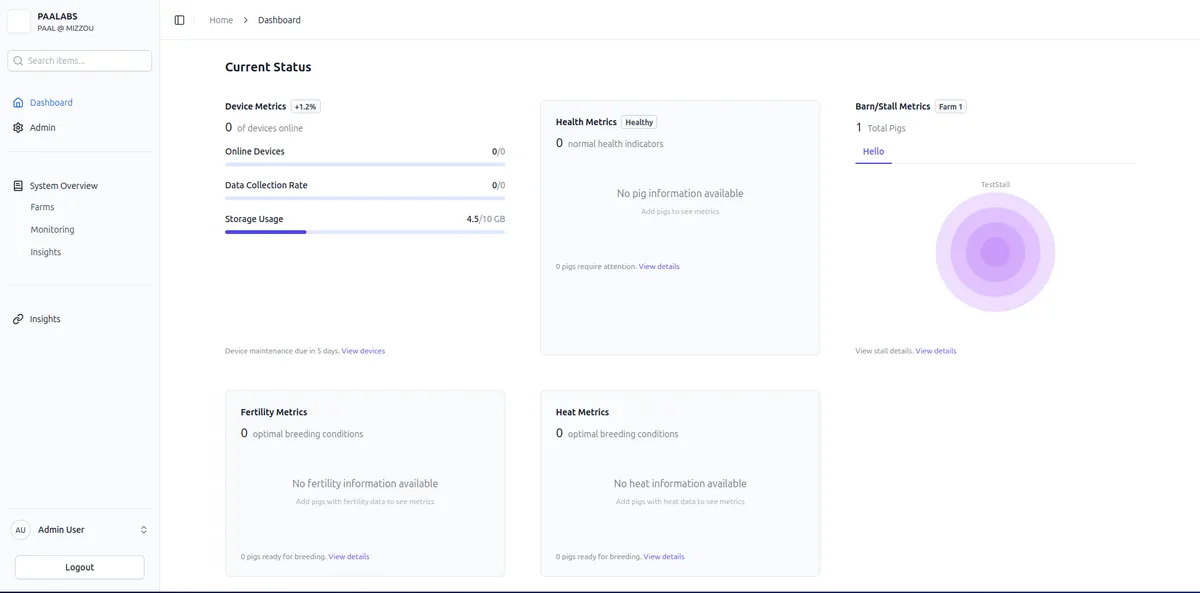 PAALABS
PAAL @ MIZZOU
Search items...
Dashboard
Admin
System Overview
Farms
Monitoring
Insights
Insights
AU Admin User
Logout
Home > Dashboard
Current Status
Device Metrics +1.2%
0 of devices online
Online Devices 0/0
Data Collection Rate 0/0
Storage Usage 4.5/10 GB
Device maintenance due in 5 days. View devices
Health Metrics Healthy
0 normal health indicators
No pig information available
Add pigs to see metrics
0 pigs require attention. View details
Barn/Stall Metrics Farm 1
1 Total Pigs
Hello
TestStall
View stall details. View details
Fertility Metrics
0 optimal breeding conditions
No fertility information available
Add pigs with fertility data to see metrics
0 pigs ready for breeding. View details
Heat Metrics
0 optimal breeding conditions
No heat information available
Add pigs with heat data to see metrics
0 pigs ready for breeding. View details